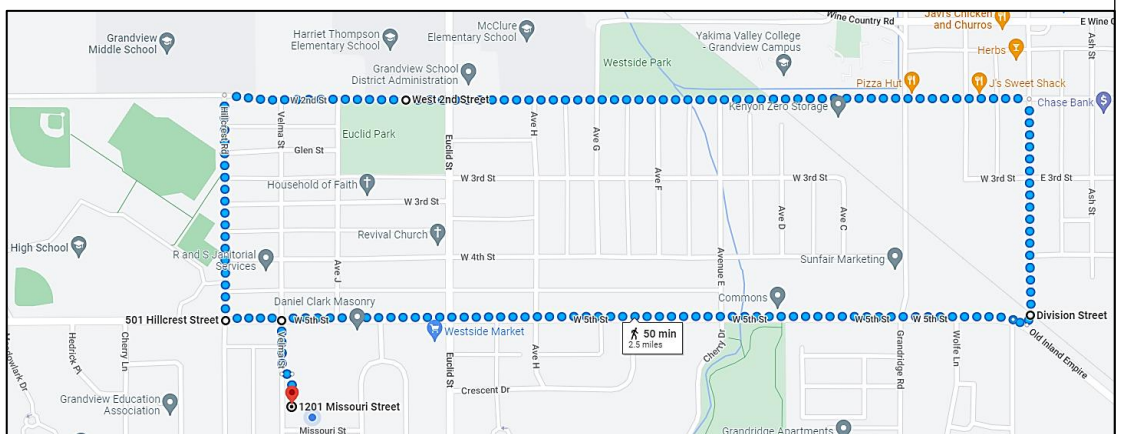 Wine Country Rd
Javi's Chicken
and Churros
E Wine C
Ash St
Grandview
Middle School
Harriet Thompson
Elementary School
McClure
Elementary School
Yakima Valley College
- Grandview Campus
Herbs
Westside Park
Grandview School
District Administration
Pizza Hut
J's Sweet Shack
W 2nd St
West 2nd Street
Kenyon Zero Storage
Chase Bank
Hillcrest Rd
Velma St
Euclid Park
Euclid St
Ave H
Ave G
Glen St
Household of Faith
W 3rd St
Ave F
W 3rd St
W 3rd St
E 3rd St
Ash St
W 3rd St
Ave D
Ave C
Revival Church
High School
R and S Janitorial
Services
Ave J
W 4th St
Avenue E
Sunfair Marketing
Daniel Clark Masonry
Commons
501 Hillcrest Street
W 5th St
W 5th St
W 5th St
W 5th St
W 5th St
Division Street
Westside Market
50 min
2.5 miles
Old Inland Empire
Meadowlark Dr
Hedrick Pl
Cherry Ln
Velma St
Euclid St
Ave H
Grandridge Rd
Wolfe Ln
Crescent Dr
Grandview Education
Association
1201 Missouri Street
Missouri St
Grandridge Apartments